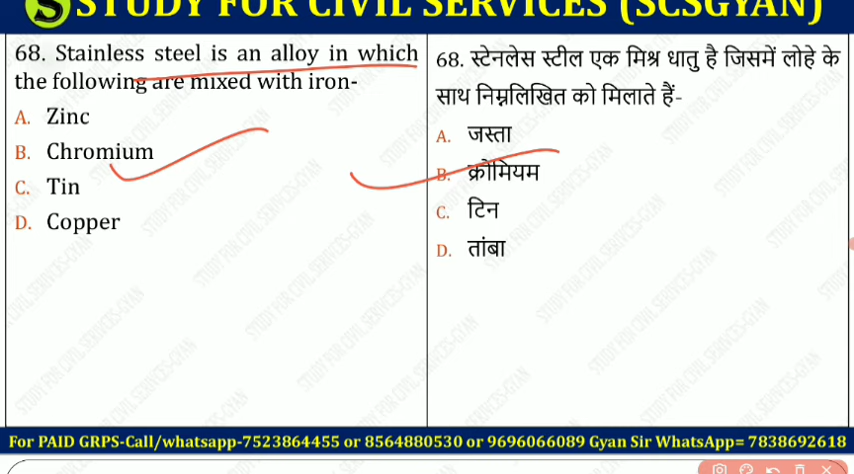 STUDY FOR CIVIL SERVICES (SCSGYAN)
68. Stainless steel is an alloy in which
the following are mixed with iron-
A. Zinc
B. Chromium
C. Tin
D. Copper
68. स्टेनलेस स्टील एक मिश्र धातु है जिसमें लोहे के
साथ निम्नलिखित को मिलाते हैं-
A. जस्ता
B. क्रोमियम
C. टिन
D. तांबा
For PAID GRPS-Call/whatsapp-7523864455 or 8564880530 or 9696066089 Gyan Sir WhatsApp= 7838692618